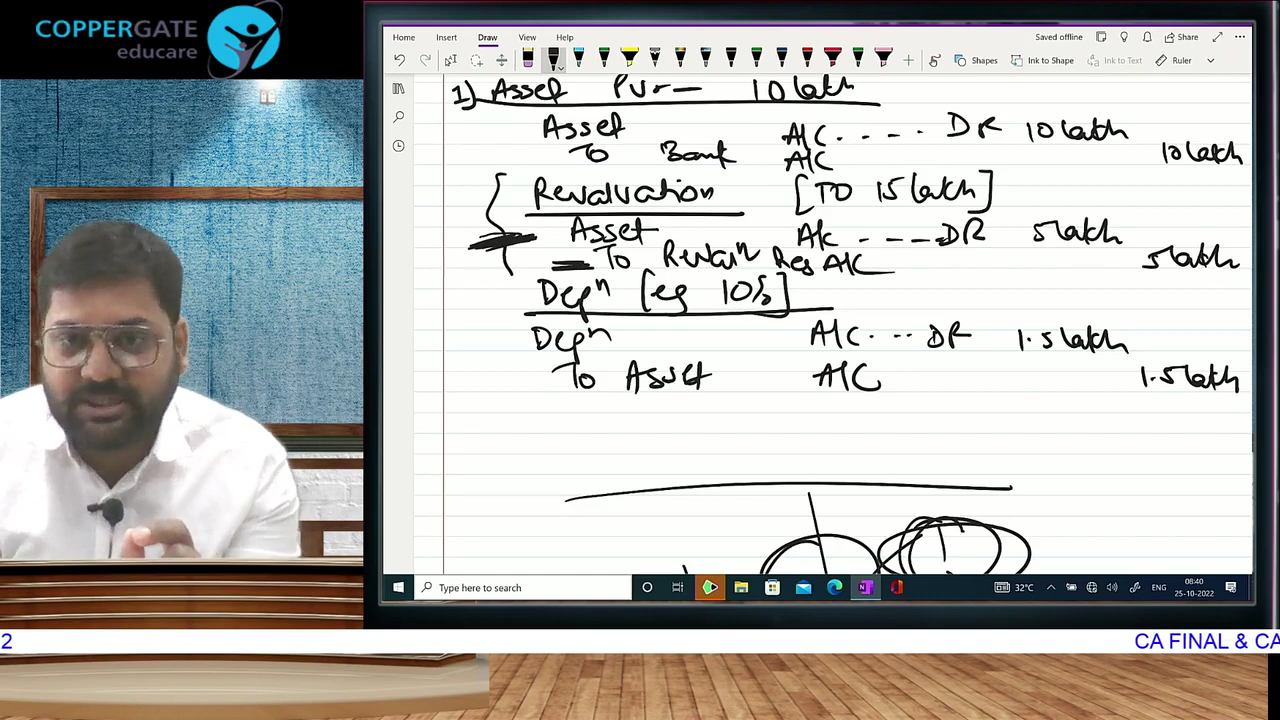 COPPERGATE
educare
Home Insert Draw View Help
Saved offline
Share
Shapes
Ink to Shape
Ink to Text
Ruler
1) Asset Pur— 10 lakh
Asset A/C. . . . . DR 10 lakh
To Bank A/C 10 lakh
Revaluation [TO 15 lakh]
Asset A/c - - - - DR 5 lakh
To Revaln Res A/C 5 lakh
Depn [eg 10%]
Depn A/C. . . . DR 1.5 lakh
To Asset A/C 1.5 lakh
Type here to search
32°C
ENG
08:40
25-10-2022
2
CA FINAL & CA